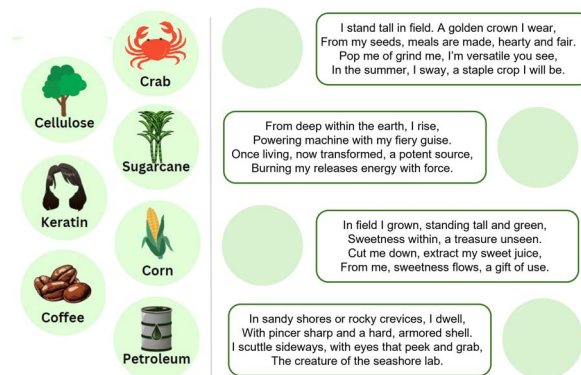 Crab
Cellulose
Sugarcane
Keratin
Corn
Coffee
Petroleum
I stand tall in field. A golden crown I wear,
From my seeds, meals are made, hearty and fair.
Pop me of grind me, I'm versatile you see,
In the summer, I sway, a staple crop I will be.
From deep within the earth, I rise,
Powering machine with my fiery guise.
Once living, now transformed, a potent source,
Burning my releases energy with force.
In field I grown, standing tall and green,
Sweetness within, a treasure unseen.
Cut me down, extract my sweet juice,
From me, sweetness flows, a gift of use.
In sandy shores or rocky crevices, I dwell,
With pincer sharp and a hard, armored shell.
I scuttle sideways, with eyes that peek and grab,
The creature of the seashore lab.